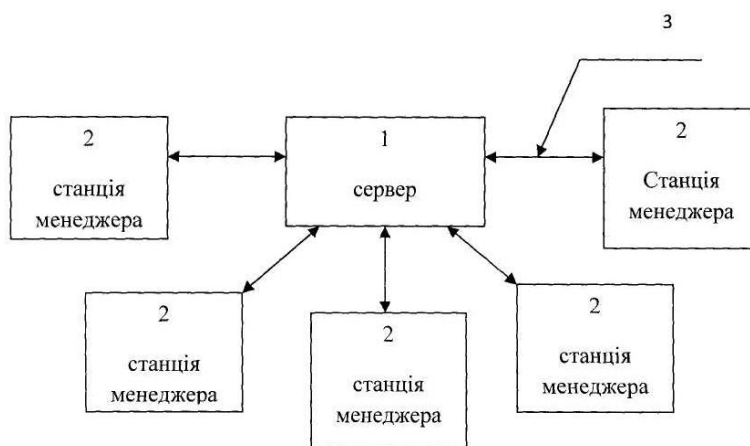 3
2
станція
менеджера
1
сервер
2
Станція
менеджера
2
станція
менеджера
2
станція
менеджера
2
станція
менеджера